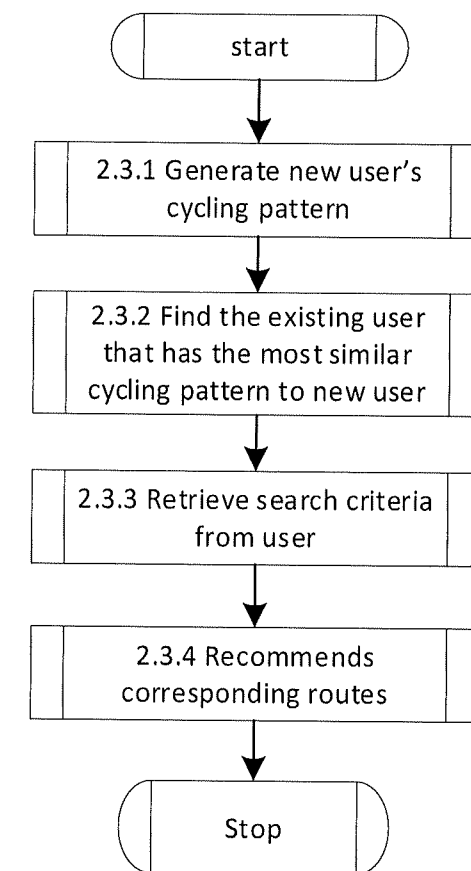 start
2.3.1 Generate new user's
cycling pattern
2.3.2 Find the existing user
that has the most similar
cycling pattern to new user
2.3.3 Retrieve search criteria
from user
2.3.4 Recommends
corresponding routes
Stop